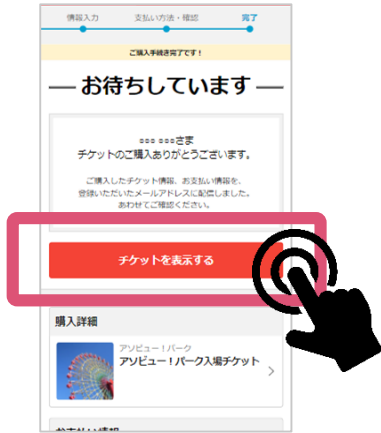 情報入力
支払い方法・確認
完了
ご購入手続き完了です！
お待ちしています
○○○ ○○○さま
チケットのご購入ありがとうございます。
ご購入したチケット情報、お支払い情報を、
登録いただいたメールアドレスに配信しました。
あわせてご確認ください。
チケットを表示する
購入詳細
アソビュー！パーク
アソビュー！パーク入場チケット